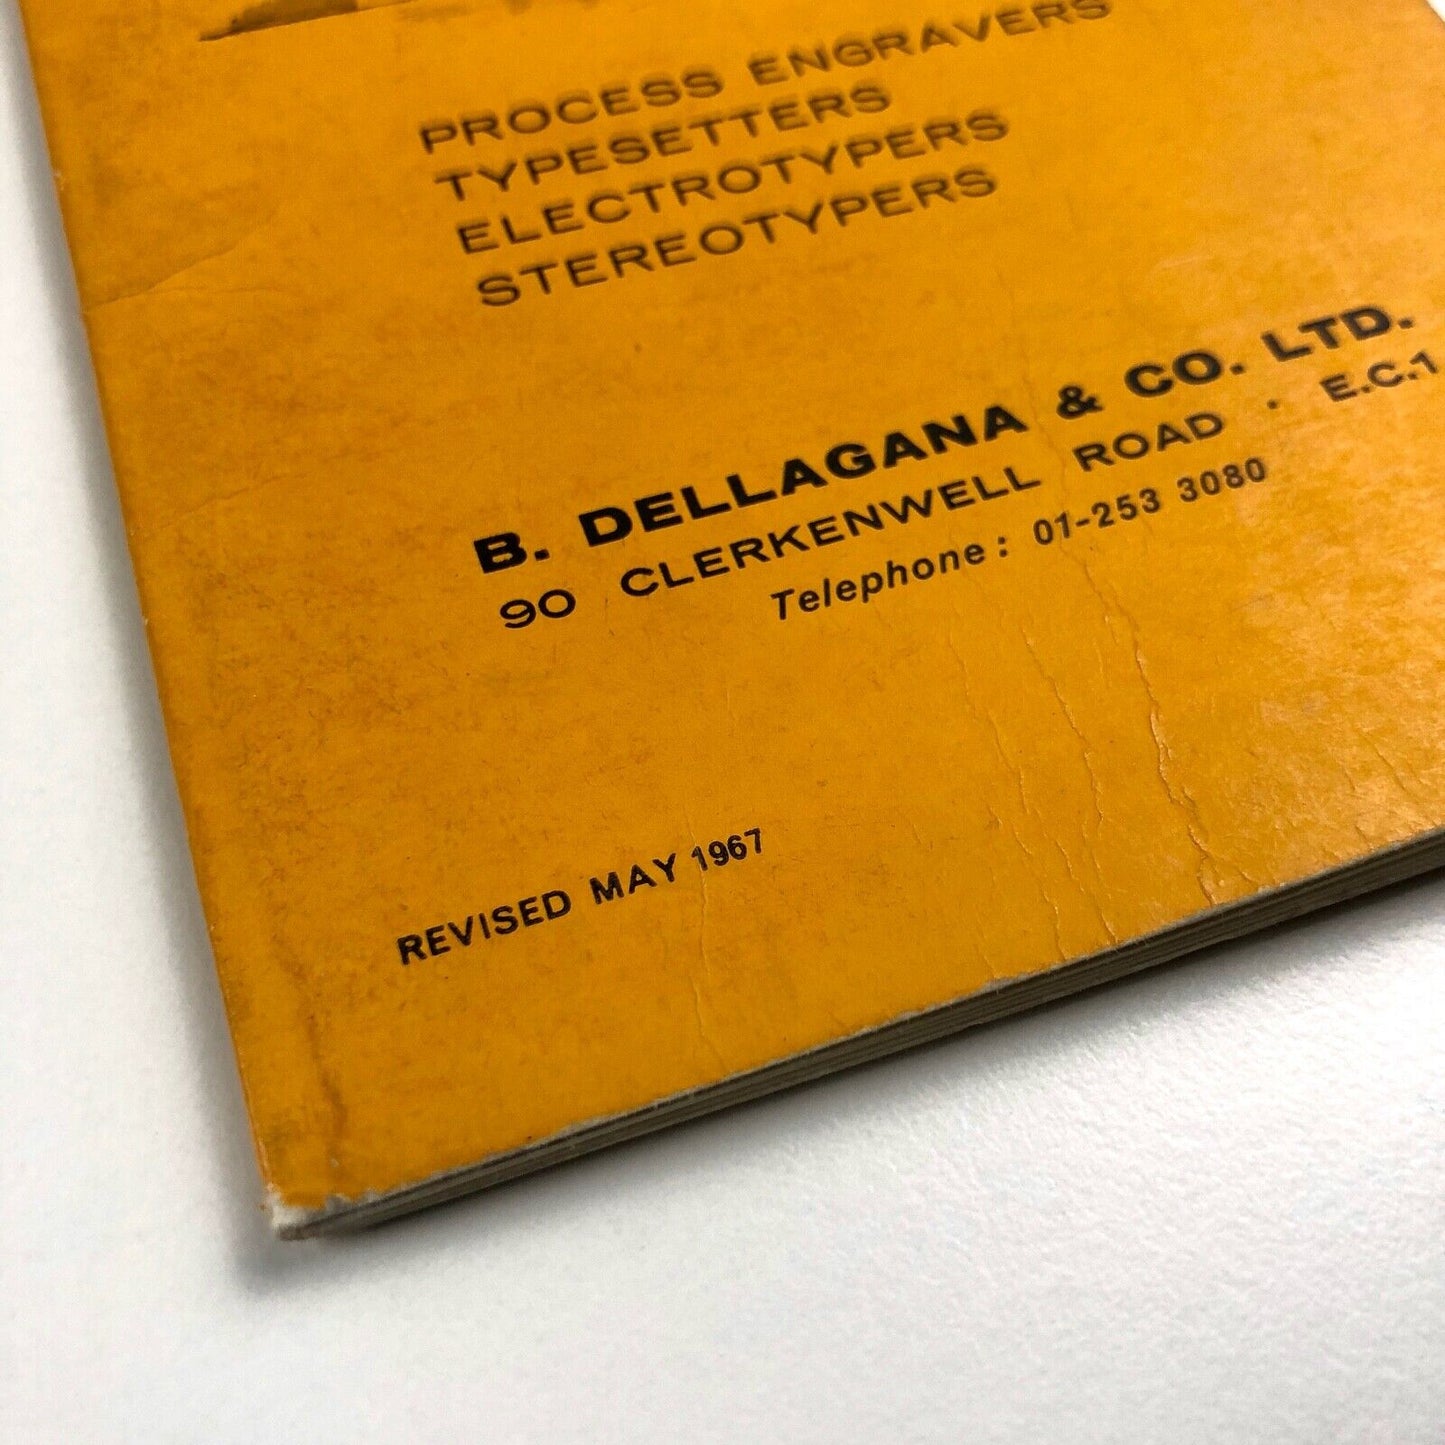 PROCESS ENGRAVERS
TYPESETTERS
ELECTROTYPERS
STEREOTYPERS
B. DELLAGANA & CO. LTD.
90 CLERKENWELL ROAD · E.C.1
Telephone: 01-253 3080
REVISED MAY 1967